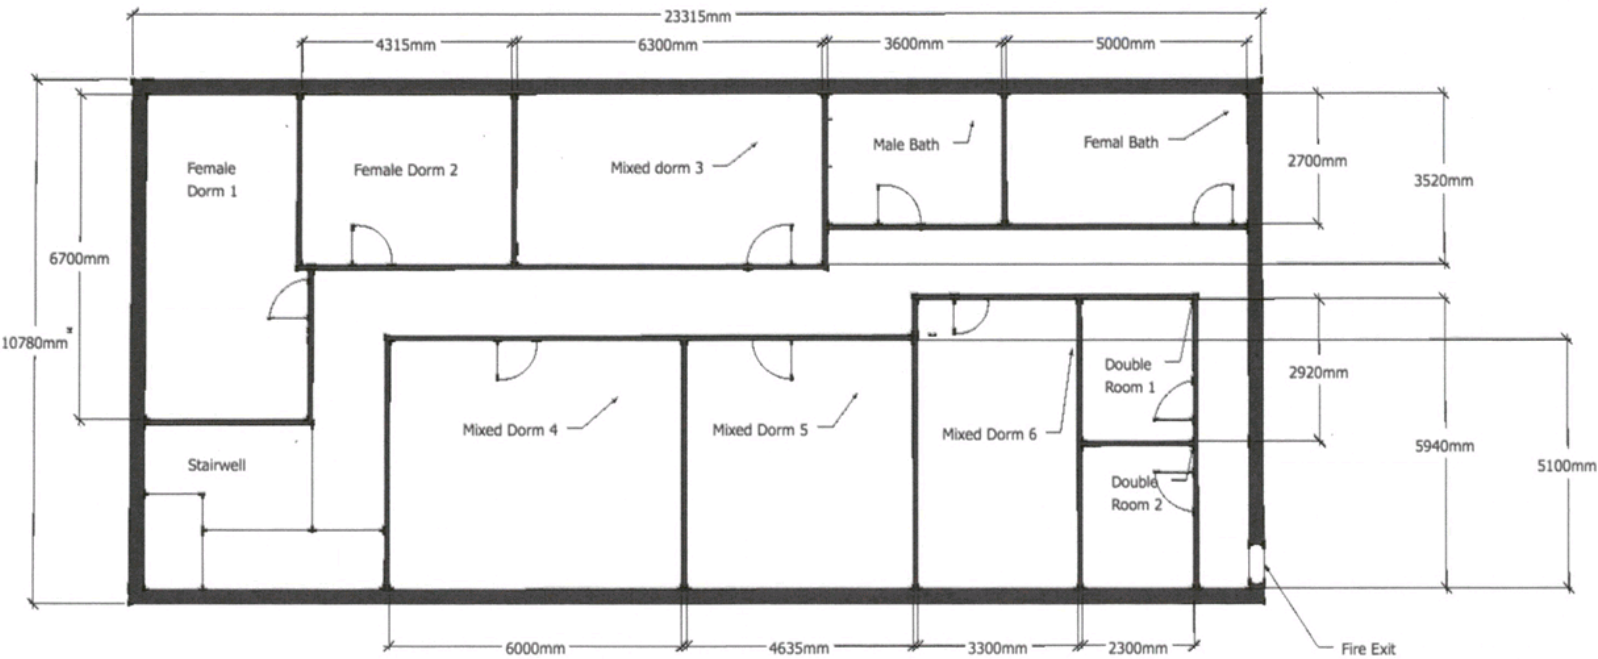 23315mm
4315mm
6300mm
3600mm
5000mm
Female
Dorm 1
Female Dorm 2
Mixed dorm 3
Male Bath
Femal Bath
2700mm
3520mm
6700mm
10780mm
Mixed Dorm 4
Mixed Dorm 5
Mixed Dorm 6
Double
Room 1
2920mm
5940mm
5100mm
Stairwell
Double
Room 2
6000mm
4635mm
3300mm
2300mm
Fire Exit